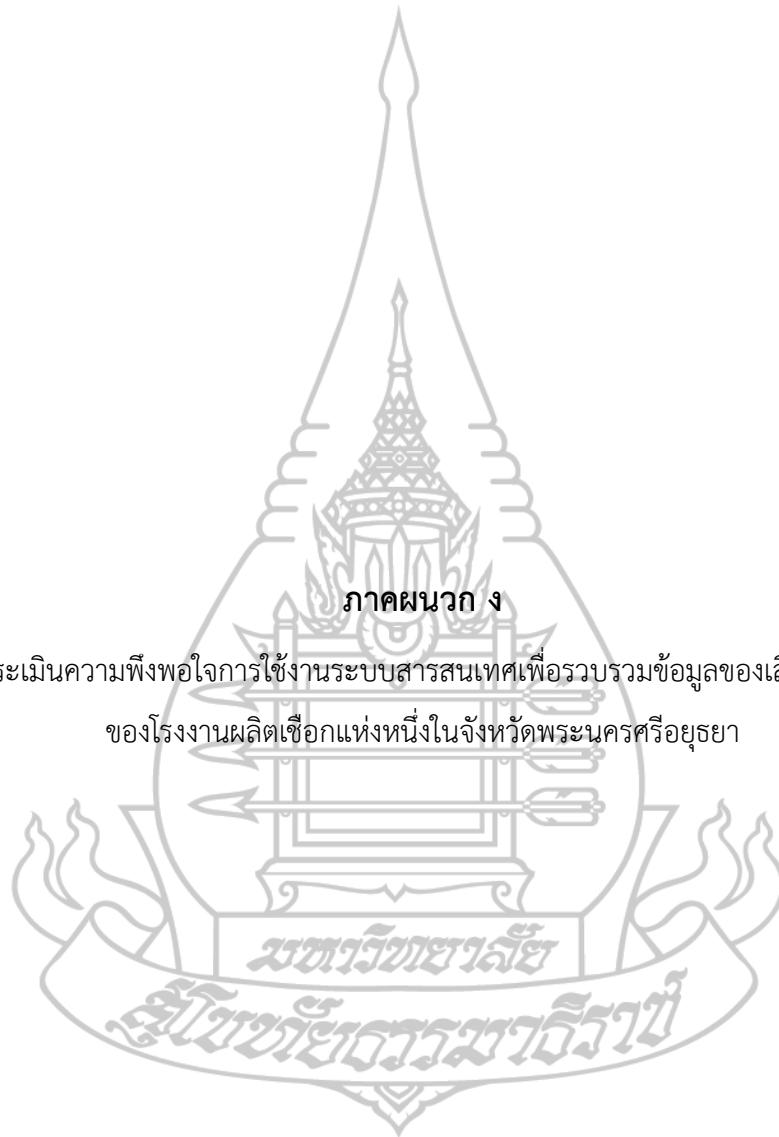 ภาคผนวก ง
ระเมินความพึงพอใจการใช้งานระบบสารสนเทศเพื่อรวบรวมข้อมูลของเสี
ของโรงงานผลิตเชือกแห่งหนึ่งในจังหวัดพระนครศรีอยุธยา
มหาวิทยาลัย
สุโขทัยธรรมาธิราช